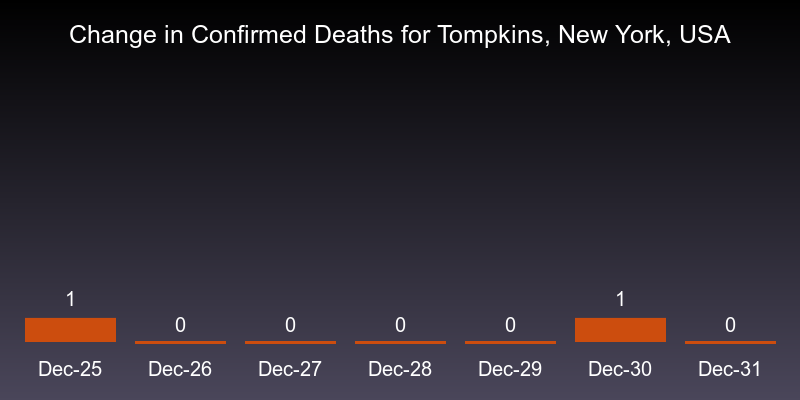 Change in Confirmed Deaths for Tompkins, New York, USA
1 0 0 0 0 1 0
Dec-25 Dec-26 Dec-27 Dec-28 Dec-29 Dec-30 Dec-31